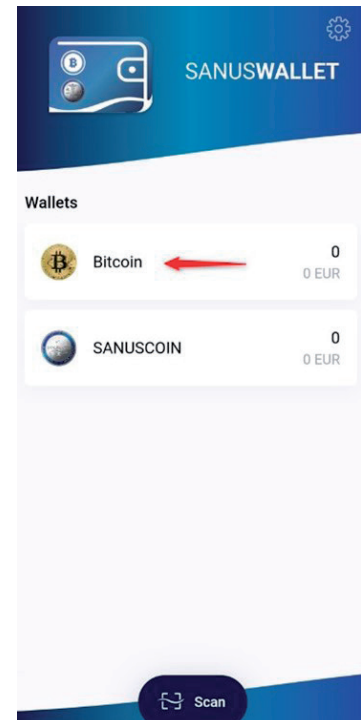 SANUSWALLET
Wallets
Bitcoin
0
0 EUR
SANUSCOIN
0
0 EUR
Scan